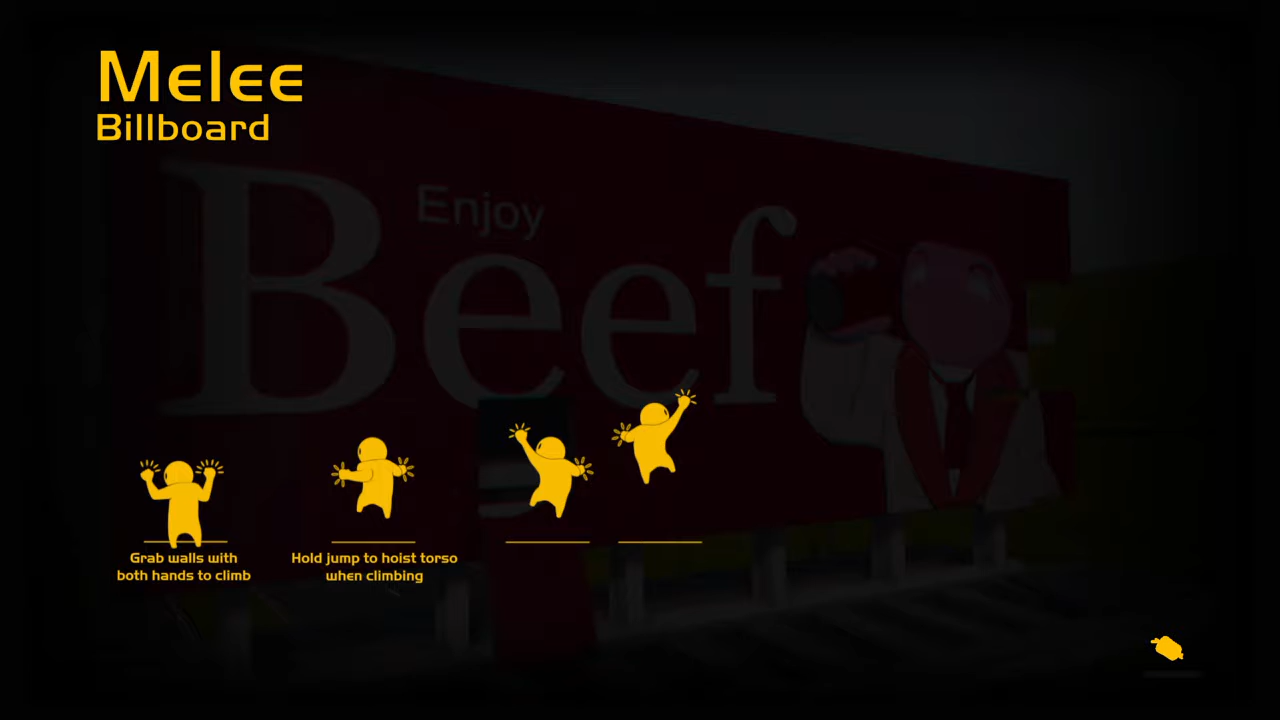 Melee
Billboard
Enjoy
Beef
Grab walls with
both hands to climb
Hold jump to hoist torso
when climbing